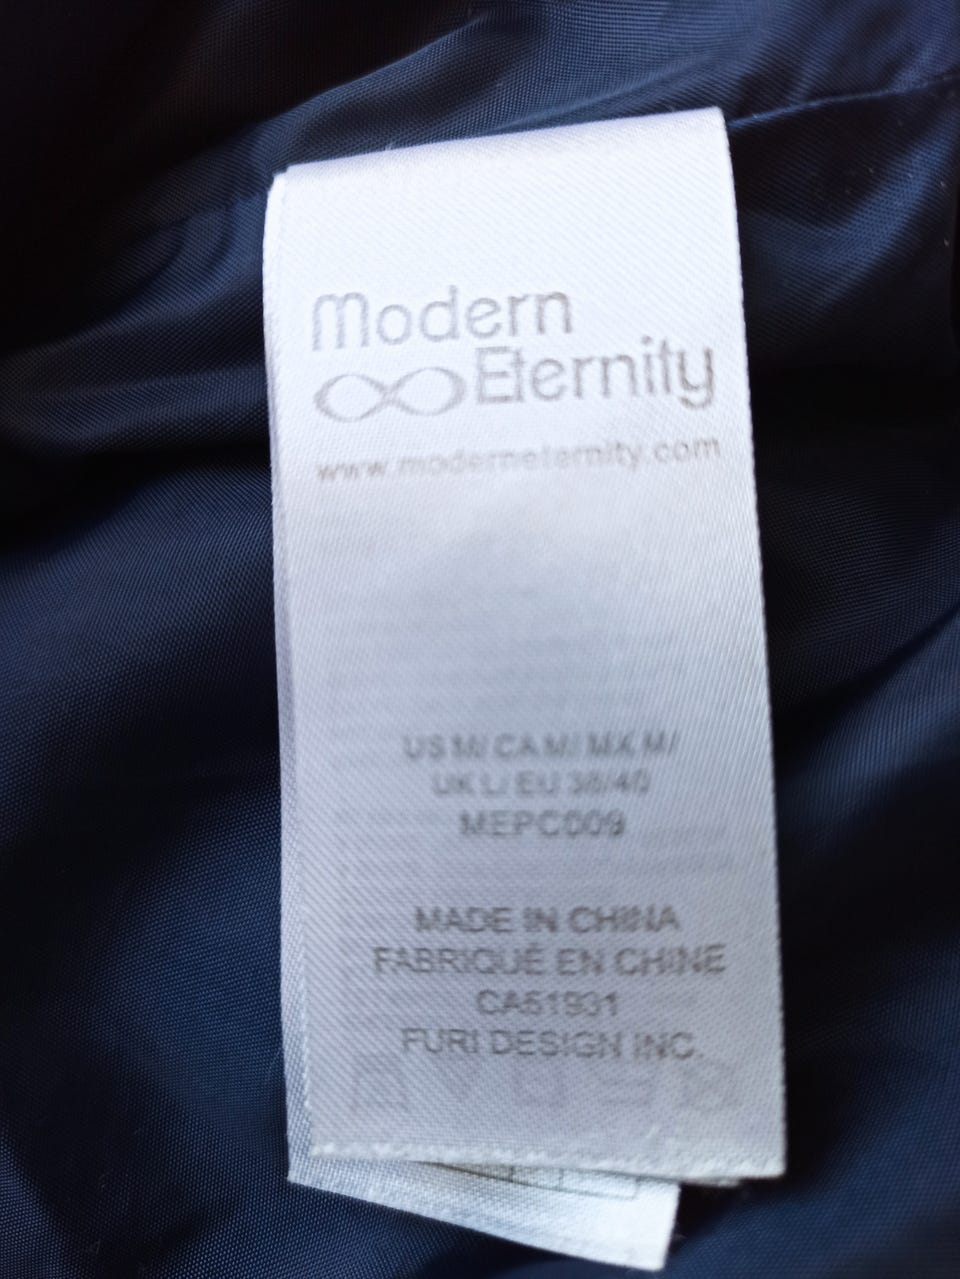 Modern
Eternity
www.moderneternity.com
US M/ CA M/ MX M/
UK L/ EU 38/40
MEPC009
MADE IN CHINA
FABRIQUÉ EN CHINE
CA51931
FURI DESIGN INC.